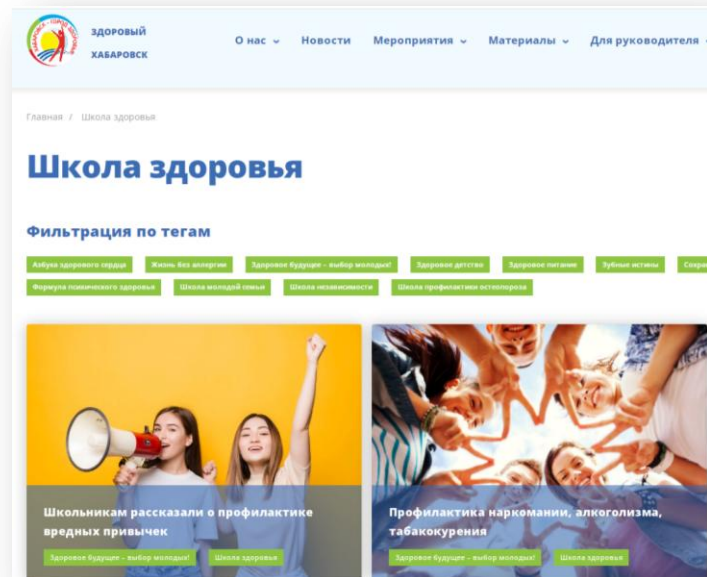 ЗДОРОВЫЙ
ХАБАРОВСК
О нас Новости Мероприятия Материалы Для руководителя
Главная / Школа здоровья
Школа здоровья
Фильтрация по тегам
Азбука здорового сердца Жизнь без аллергии Здоровое будущее – выбор молодых! Здоровое детство Здоровое питание Зубные истины Сохран
Формула психического здоровья Школа молодой семьи Школа независимости Школа профилактики остеопороза
Школьникам рассказали о профилактике
вредных привычек
Здоровое будущее – выбор молодых! Школа здоровья
Профилактика наркомании, алкоголизма,
табакокурения
Здоровое будущее – выбор молодых! Школа здоровья